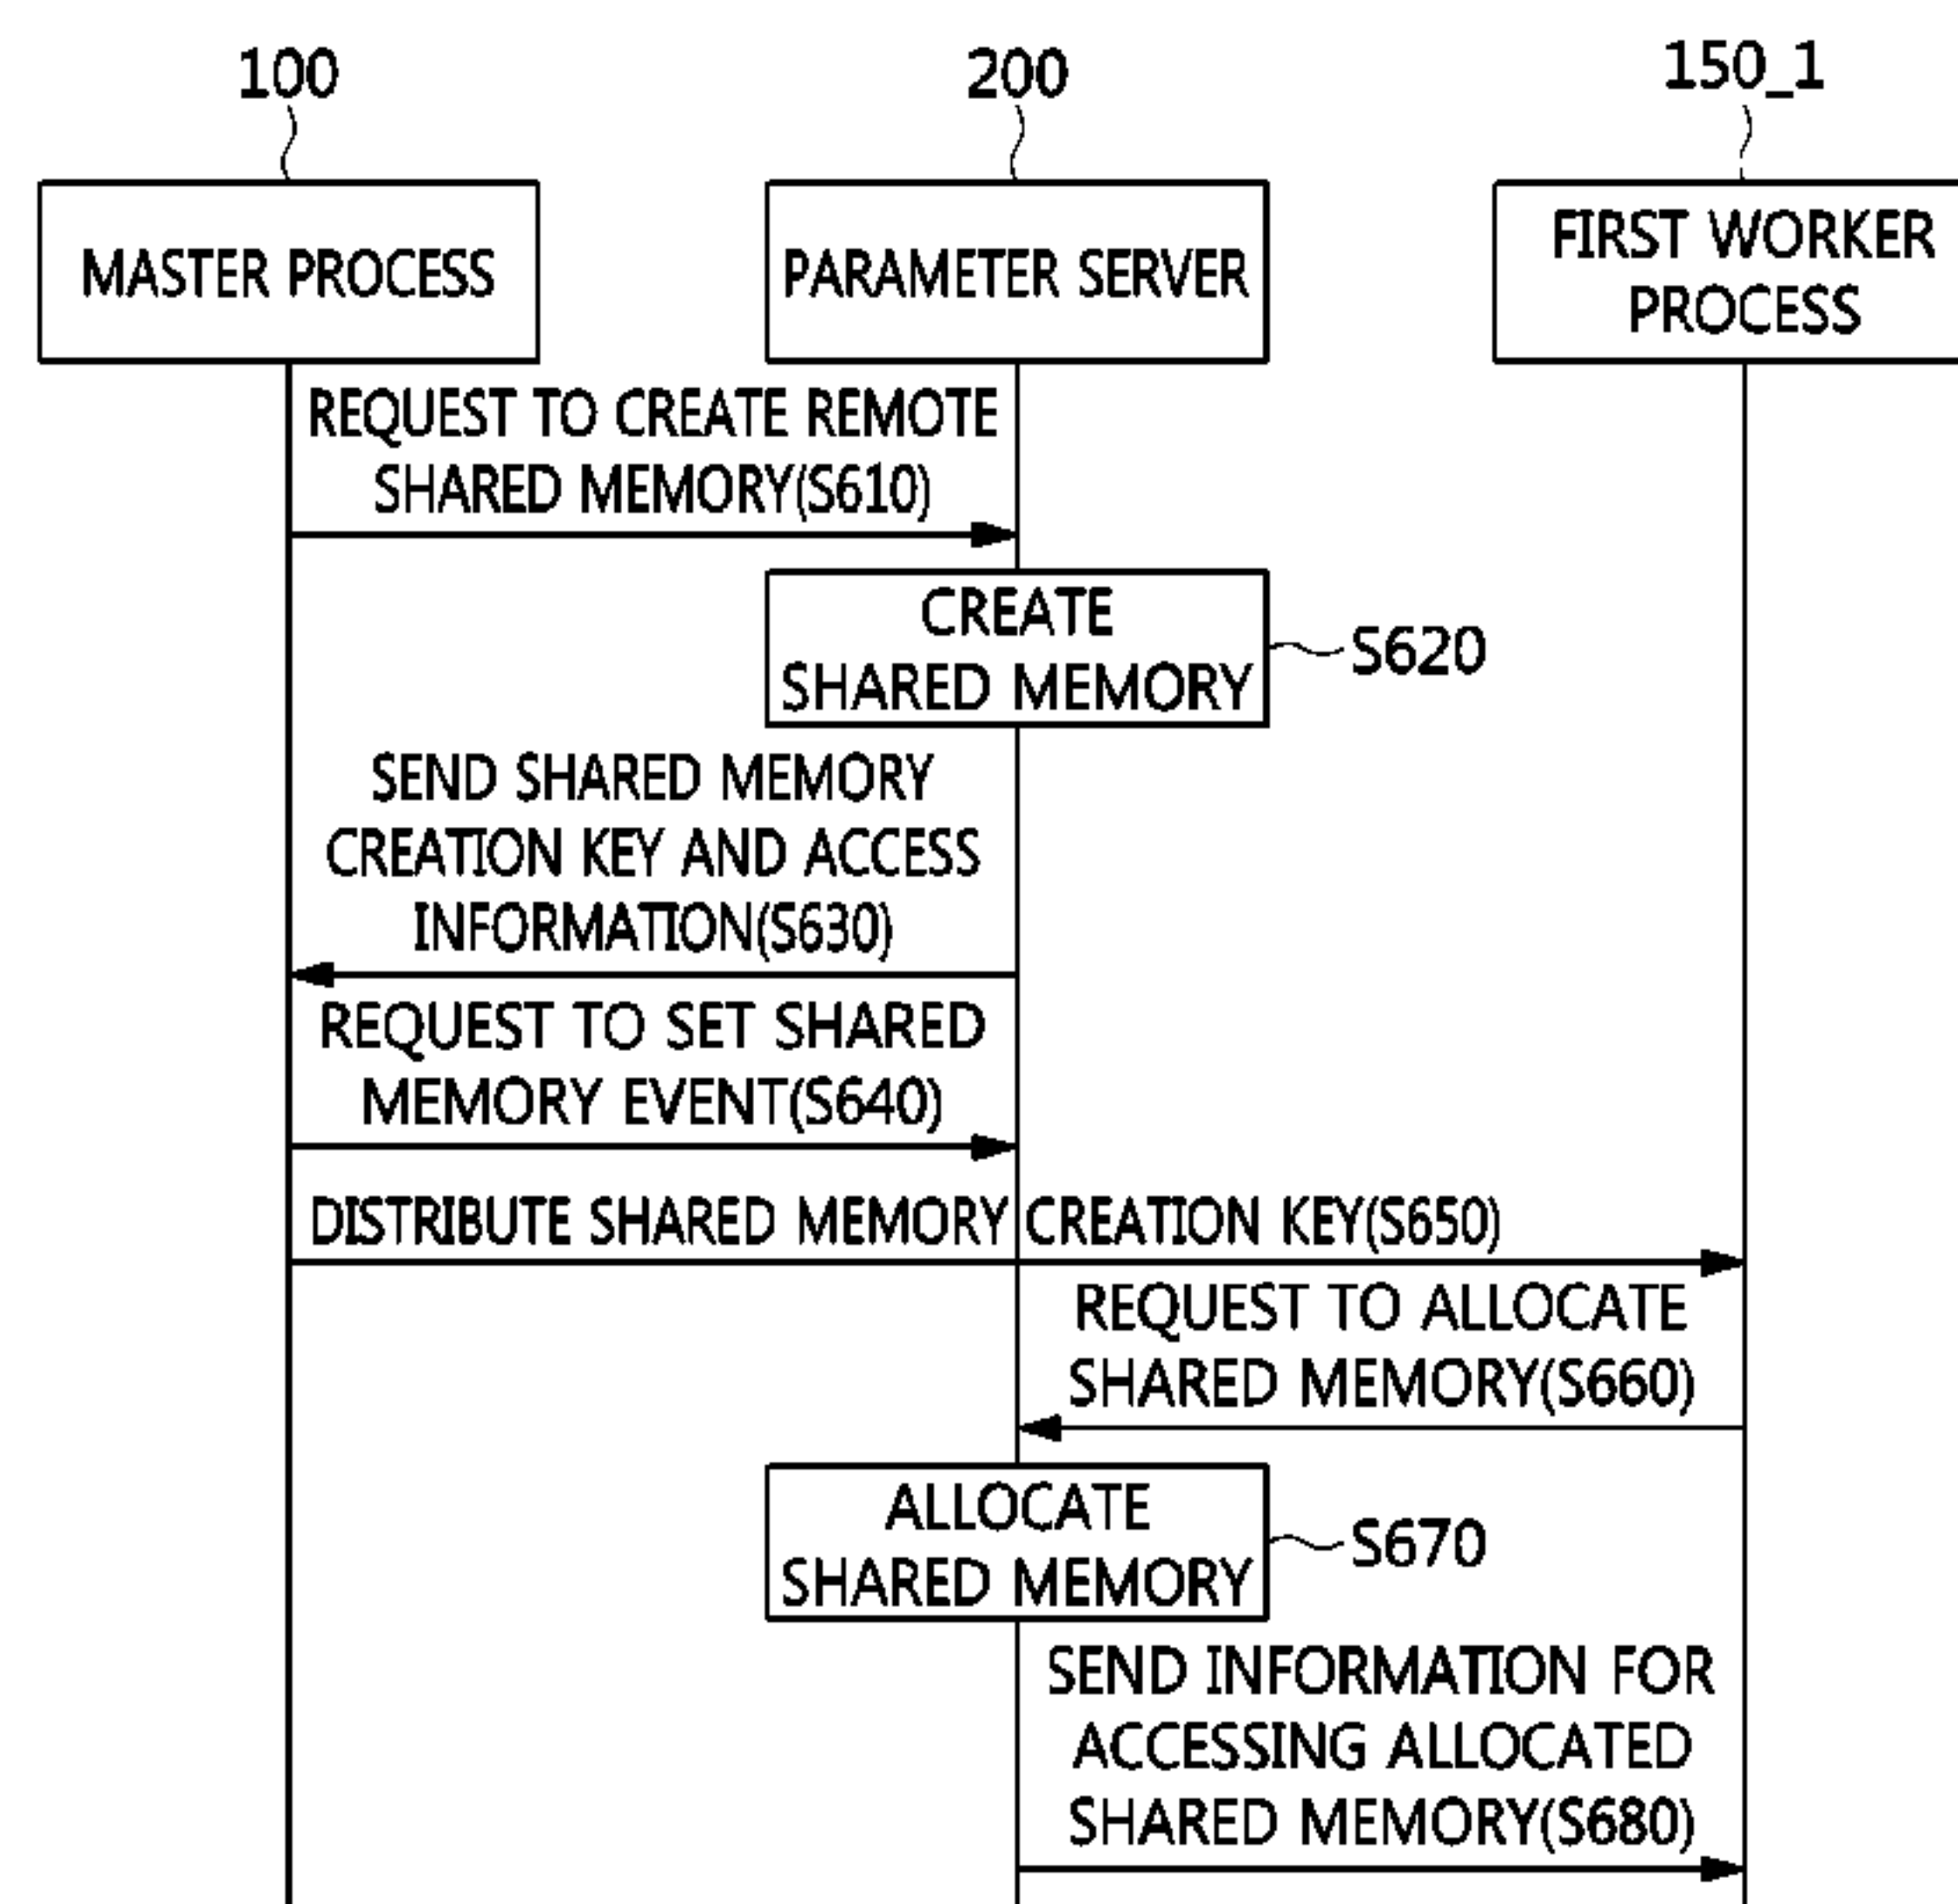 100
200
150_1
MASTER PROCESS
PARAMETER SERVER
FIRST WORKER
PROCESS
REQUEST TO CREATE REMOTE
SHARED MEMORY(S610)
CREATE
SHARED MEMORY
S620
SEND SHARED MEMORY
CREATION KEY AND ACCESS
INFORMATION(S630)
REQUEST TO SET SHARED
MEMORY EVENT(S640)
DISTRIBUTE SHARED MEMORY CREATION KEY(S650)
REQUEST TO ALLOCATE
SHARED MEMORY(S660)
ALLOCATE
SHARED MEMORY
S670
SEND INFORMATION FOR
ACCESSING ALLOCATED
SHARED MEMORY(S680)